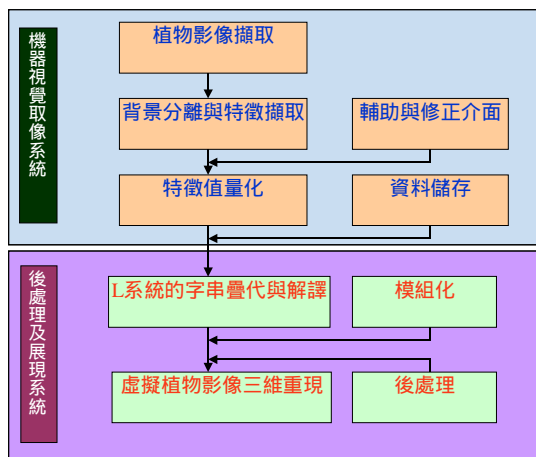 機器視覺取像系統
植物影像擷取
背景分離與特徵擷取
輔助與修正介面
特徵值量化
資料儲存
後處理及展現系統
L系統的字串疊代與解譯
模組化
虛擬植物影像三維重現
後處理